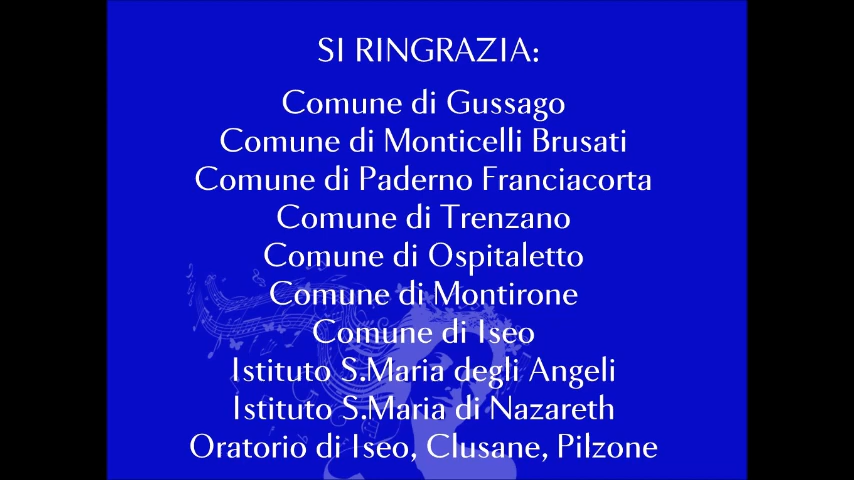 SI RINGRAZIA:
Comune di Gussago
Comune di Monticelli Brusati
Comune di Paderno Franciacorta
Comune di Trenzano
Comune di Ospitaletto
Comune di Montirone
Comune di Iseo
Istituto S.Maria degli Angeli
Istituto S.Maria di Nazareth
Oratorio di Iseo, Clusane, Pilzone